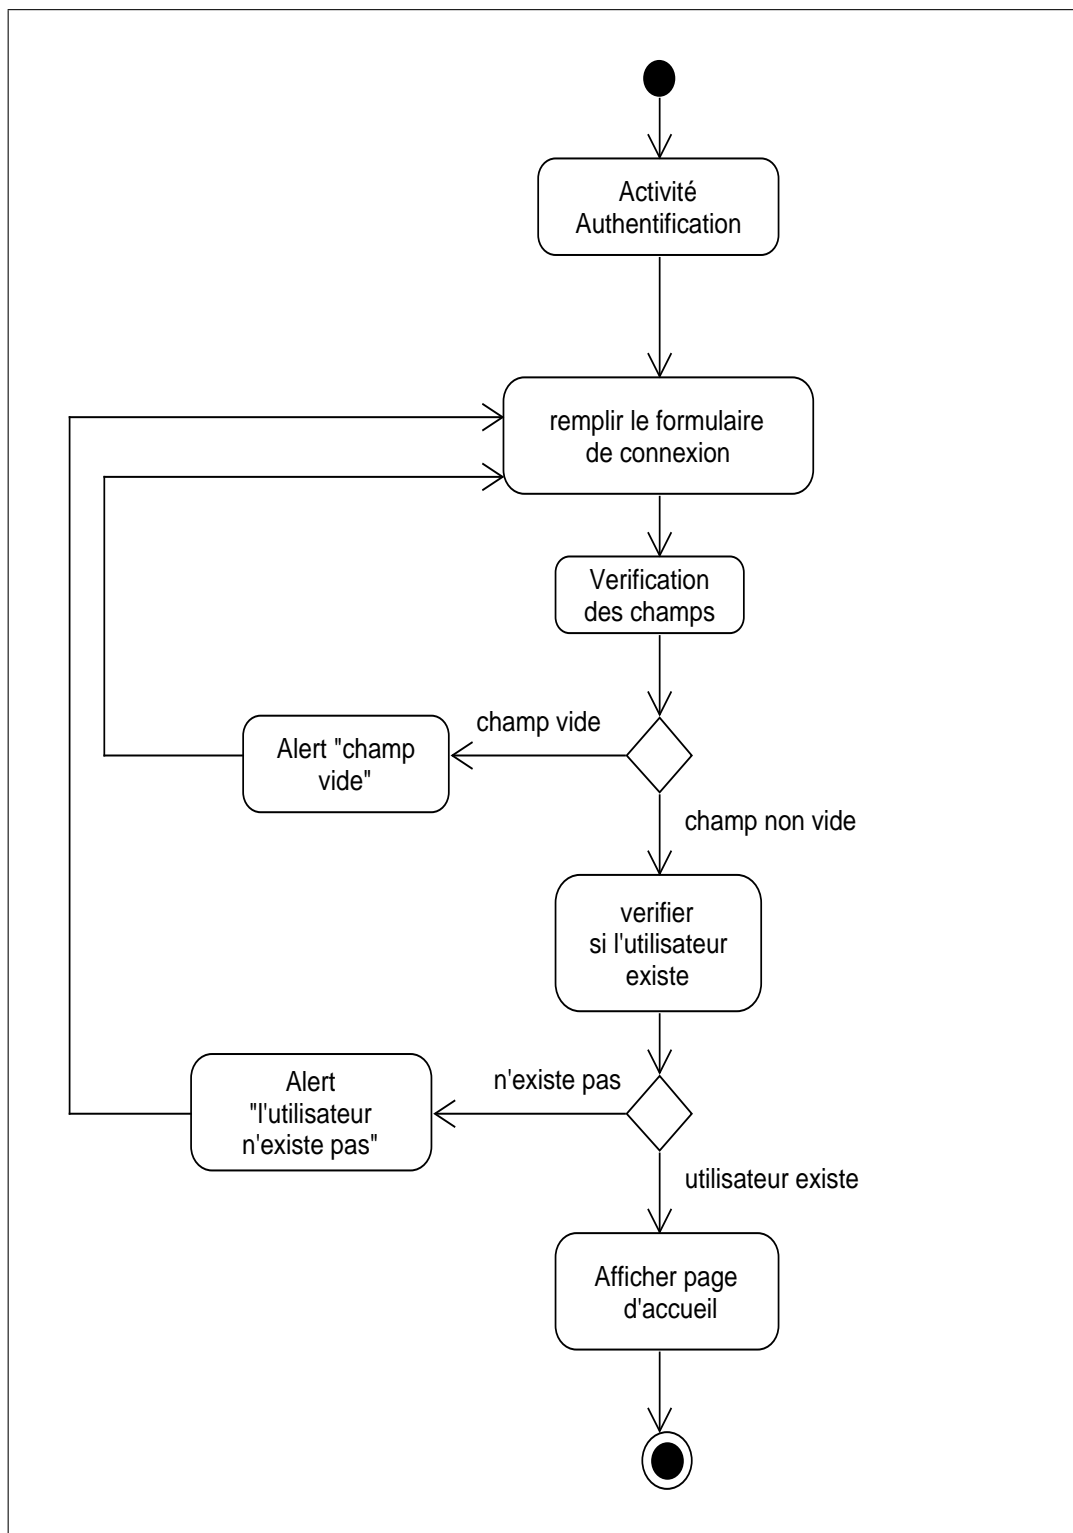 Activité
Authentification
remplir le formulaire
de connexion
Verification
des champs
champ vide
Alert "champ
vide"
champ non vide
verifier
si l'utilisateur
existe
n'existe pas
Alert
"l'utilisateur
n'existe pas"
utilisateur existe
Afficher page
d'accueil